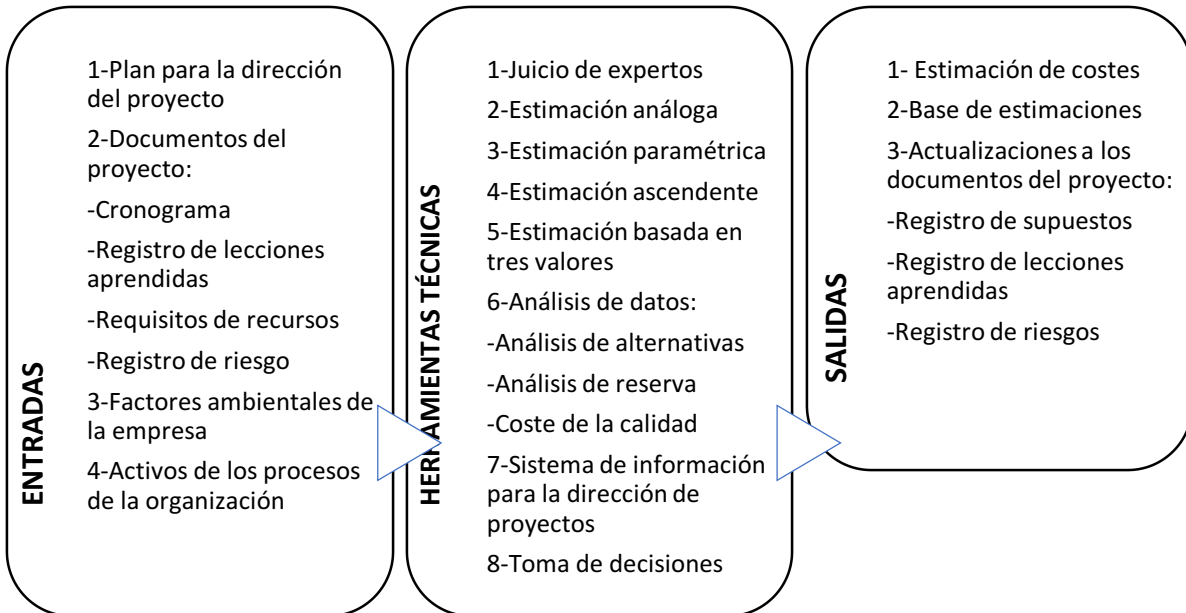 ENTRADAS
1-Plan para la dirección
del proyecto
2-Documentos del
proyecto:
-Cronograma
-Registro de lecciones
aprendidas
-Requisitos de recursos
-Registro de riesgo
3-Factores ambientales de
la empresa
4-Activos de los procesos
de la organización
HERRAMIENTAS TÉCNICAS
1-Juicio de expertos
2-Estimación análoga
3-Estimación paramétrica
4-Estimación ascendente
5-Estimación basada en
tres valores
6-Análisis de datos:
-Análisis de alternativas
-Análisis de reserva
-Coste de la calidad
7-Sistema de información
para la dirección de
proyectos
8-Toma de decisiones
SALIDAS
1- Estimación de costes
2-Base de estimaciones
3-Actualizaciones a los
documentos del proyecto:
-Registro de supuestos
-Registro de lecciones
aprendidas
-Registro de riesgos